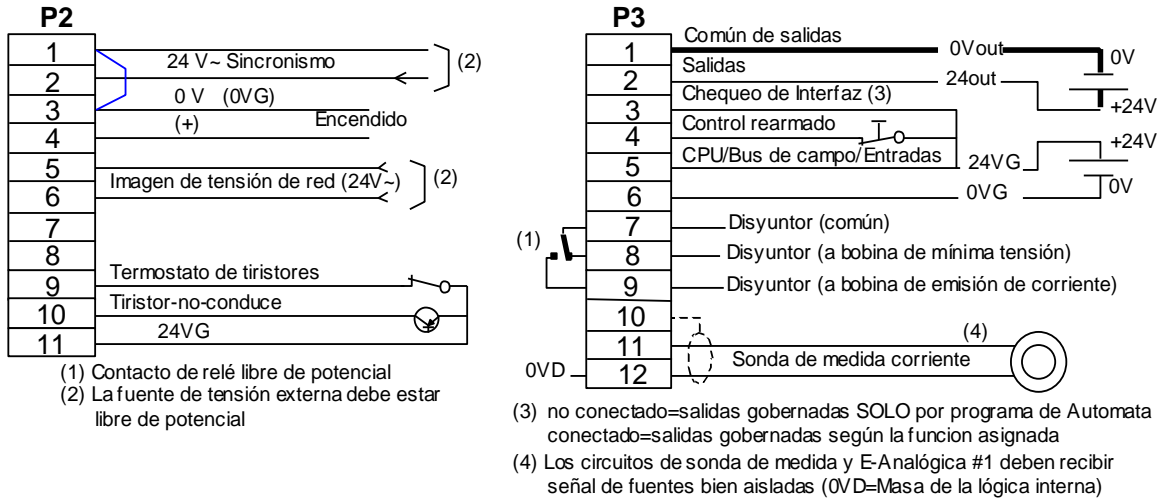 P2
1
24 V~ Sincronismo
(2)
2
0 V (0VG)
3
(+)
Encendido
4
5
Imagen de tensión de red (24V~)
(2)
6
7
8
Termostato de tiristores
9
Tiristor-no-conduce
10
24VG
11
(1) Contacto de relé libre de potencial
(2) La fuente de tensión externa debe estar
libre de potencial
P3
Común de salidas
1
0Vout
0V
Salidas
2
24out
Chequeo de Interfaz (3)
+24V
3
Control rearmado
4
+24V
CPU/Bus de campo/Entradas
5
24VG
6
0VG
0V
7
Disyuntor (común)
(1)
8
Disyuntor (a bobina de mínima tensión)
9
Disyuntor (a bobina de emisión de corriente)
10
(4)
11
Sonda de medida corriente
0VD
12
(3) no conectado=salidas gobernadas SOLO por programa de Automata
conectado=salidas gobernadas según la funcion asignada
(4) Los circuitos de sonda de medida y E-Analógica #1 deben recibir
señal de fuentes bien aisladas (0VD=Masa de la lógica interna)